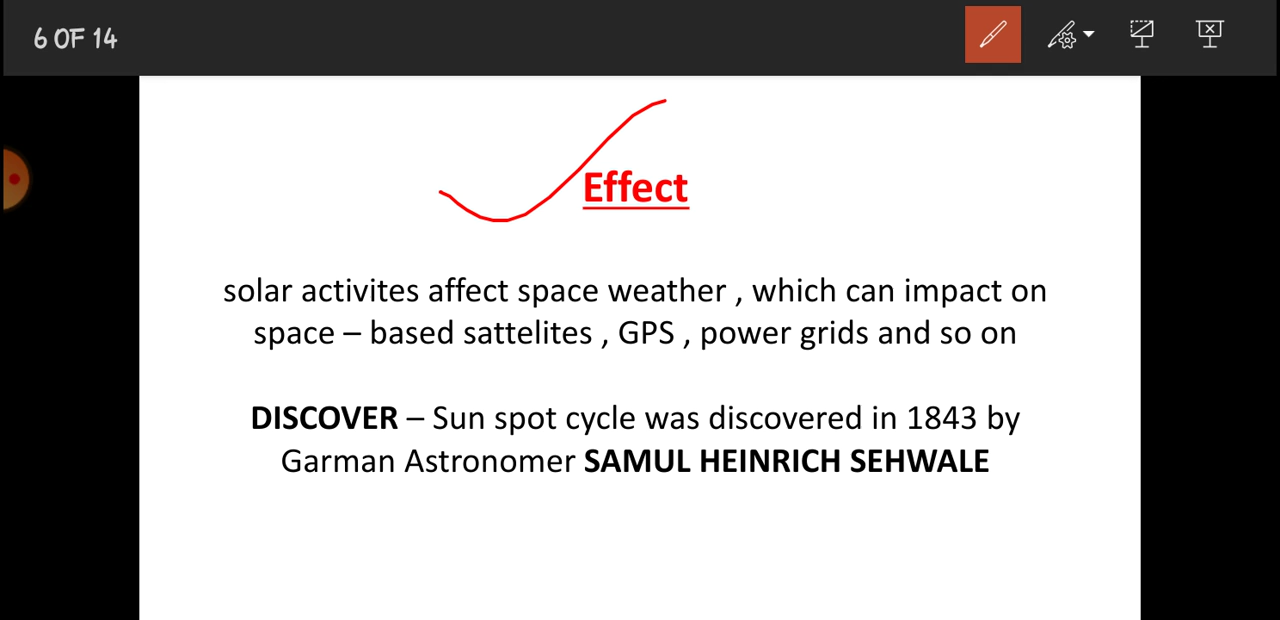 6 OF 14
Effect
solar activites affect space weather , which can impact on
space – based sattelites , GPS , power grids and so on
DISCOVER – Sun spot cycle was discovered in 1843 by
Garman Astronomer SAMUL HEINRICH SEHWALE